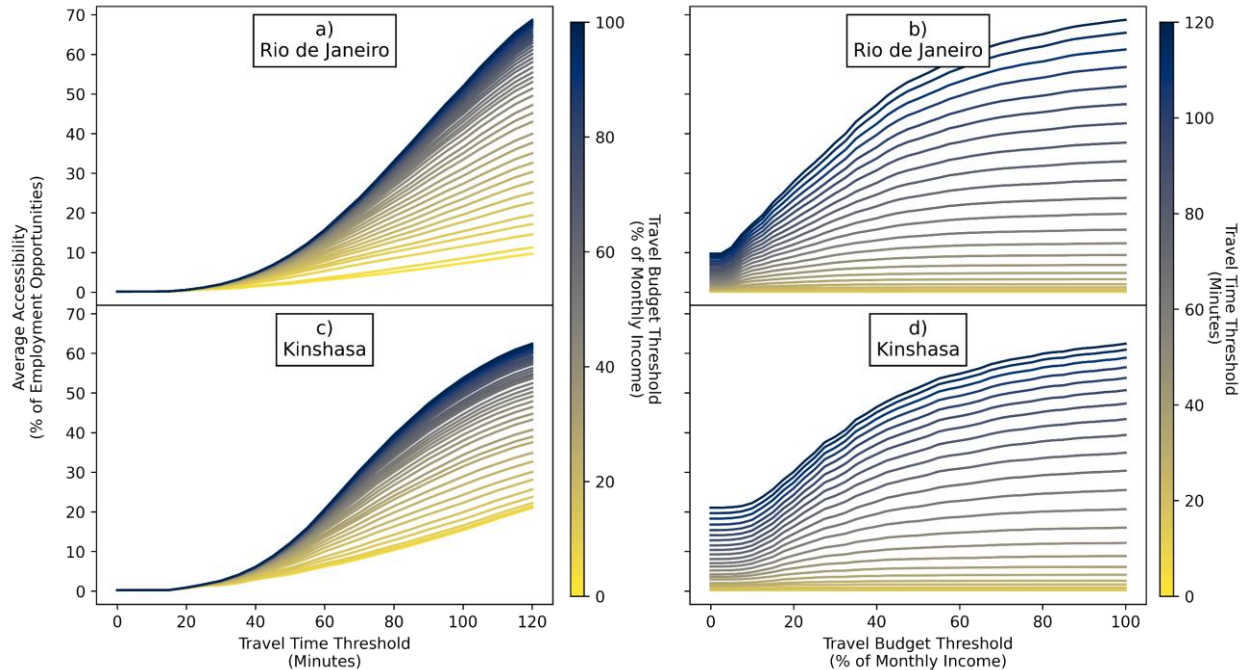 a)
Rio de Janeiro
70
60
50
40
30
20
10
0
Average Accessibility
(% of Employment Opportunities)
100
80
60
40
20
0
Travel Budget Threshold
(% of Monthly Income)
b)
Rio de Janeiro
120
100
80
60
40
20
0
Travel Time Threshold
(Minutes)
c)
Kinshasa
70
60
50
40
30
20
10
0
0 20 40 60 80 100 120
Travel Time Threshold
(Minutes)
d)
Kinshasa
0 20 40 60 80 100
Travel Budget Threshold
(% of Monthly Income)